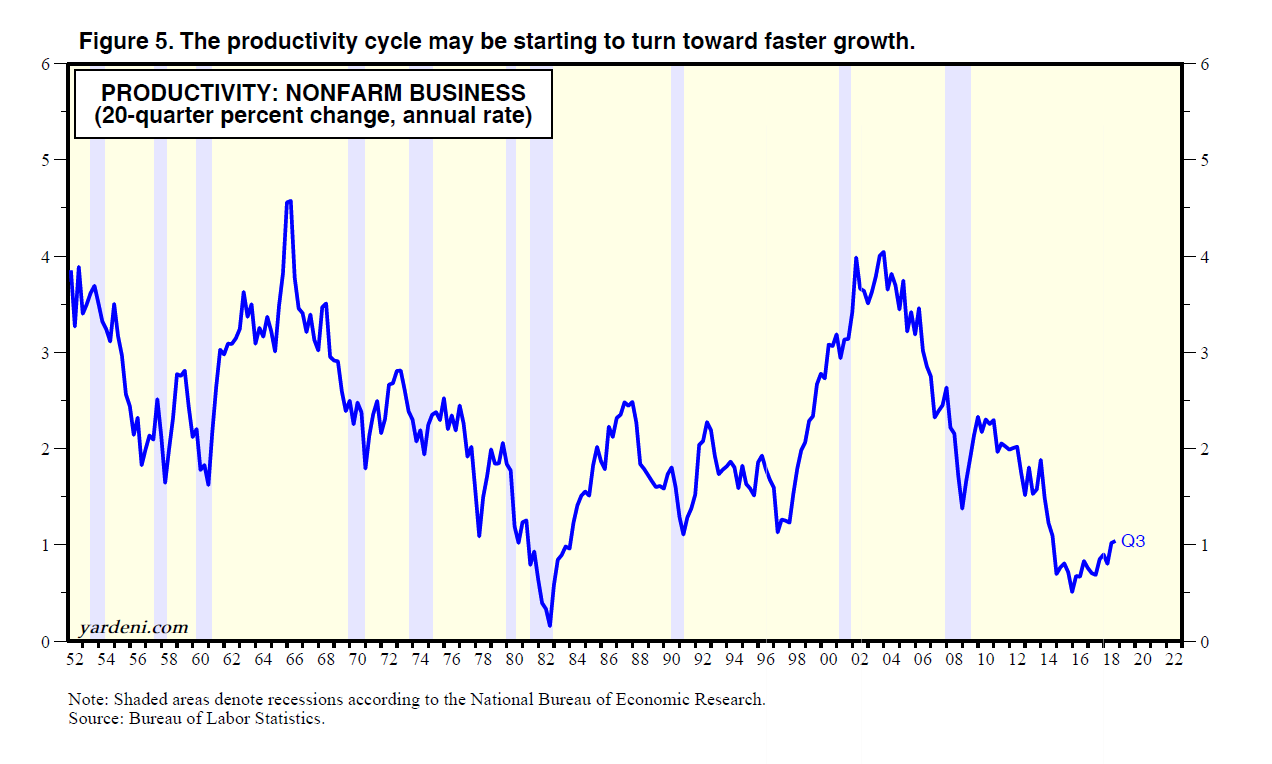 Figure 5. The productivity cycle may be starting to turn toward faster growth.
PRODUCTIVITY: NONFARM BUSINESS
(20-quarter percent change, annual rate)
6 6
5 5
4 4
3 3
2 2
1 1
0 0
Q3
yardeni.com
52 54 56 58 60 62 64 66 68 70 72 74 76 78 80 82 84 86 88 90 92 94 96 98 00 02 04 06 08 10 12 14 16 18 20 22
Note: Shaded areas denote recessions according to the National Bureau of Economic Research.
Source: Bureau of Labor Statistics.